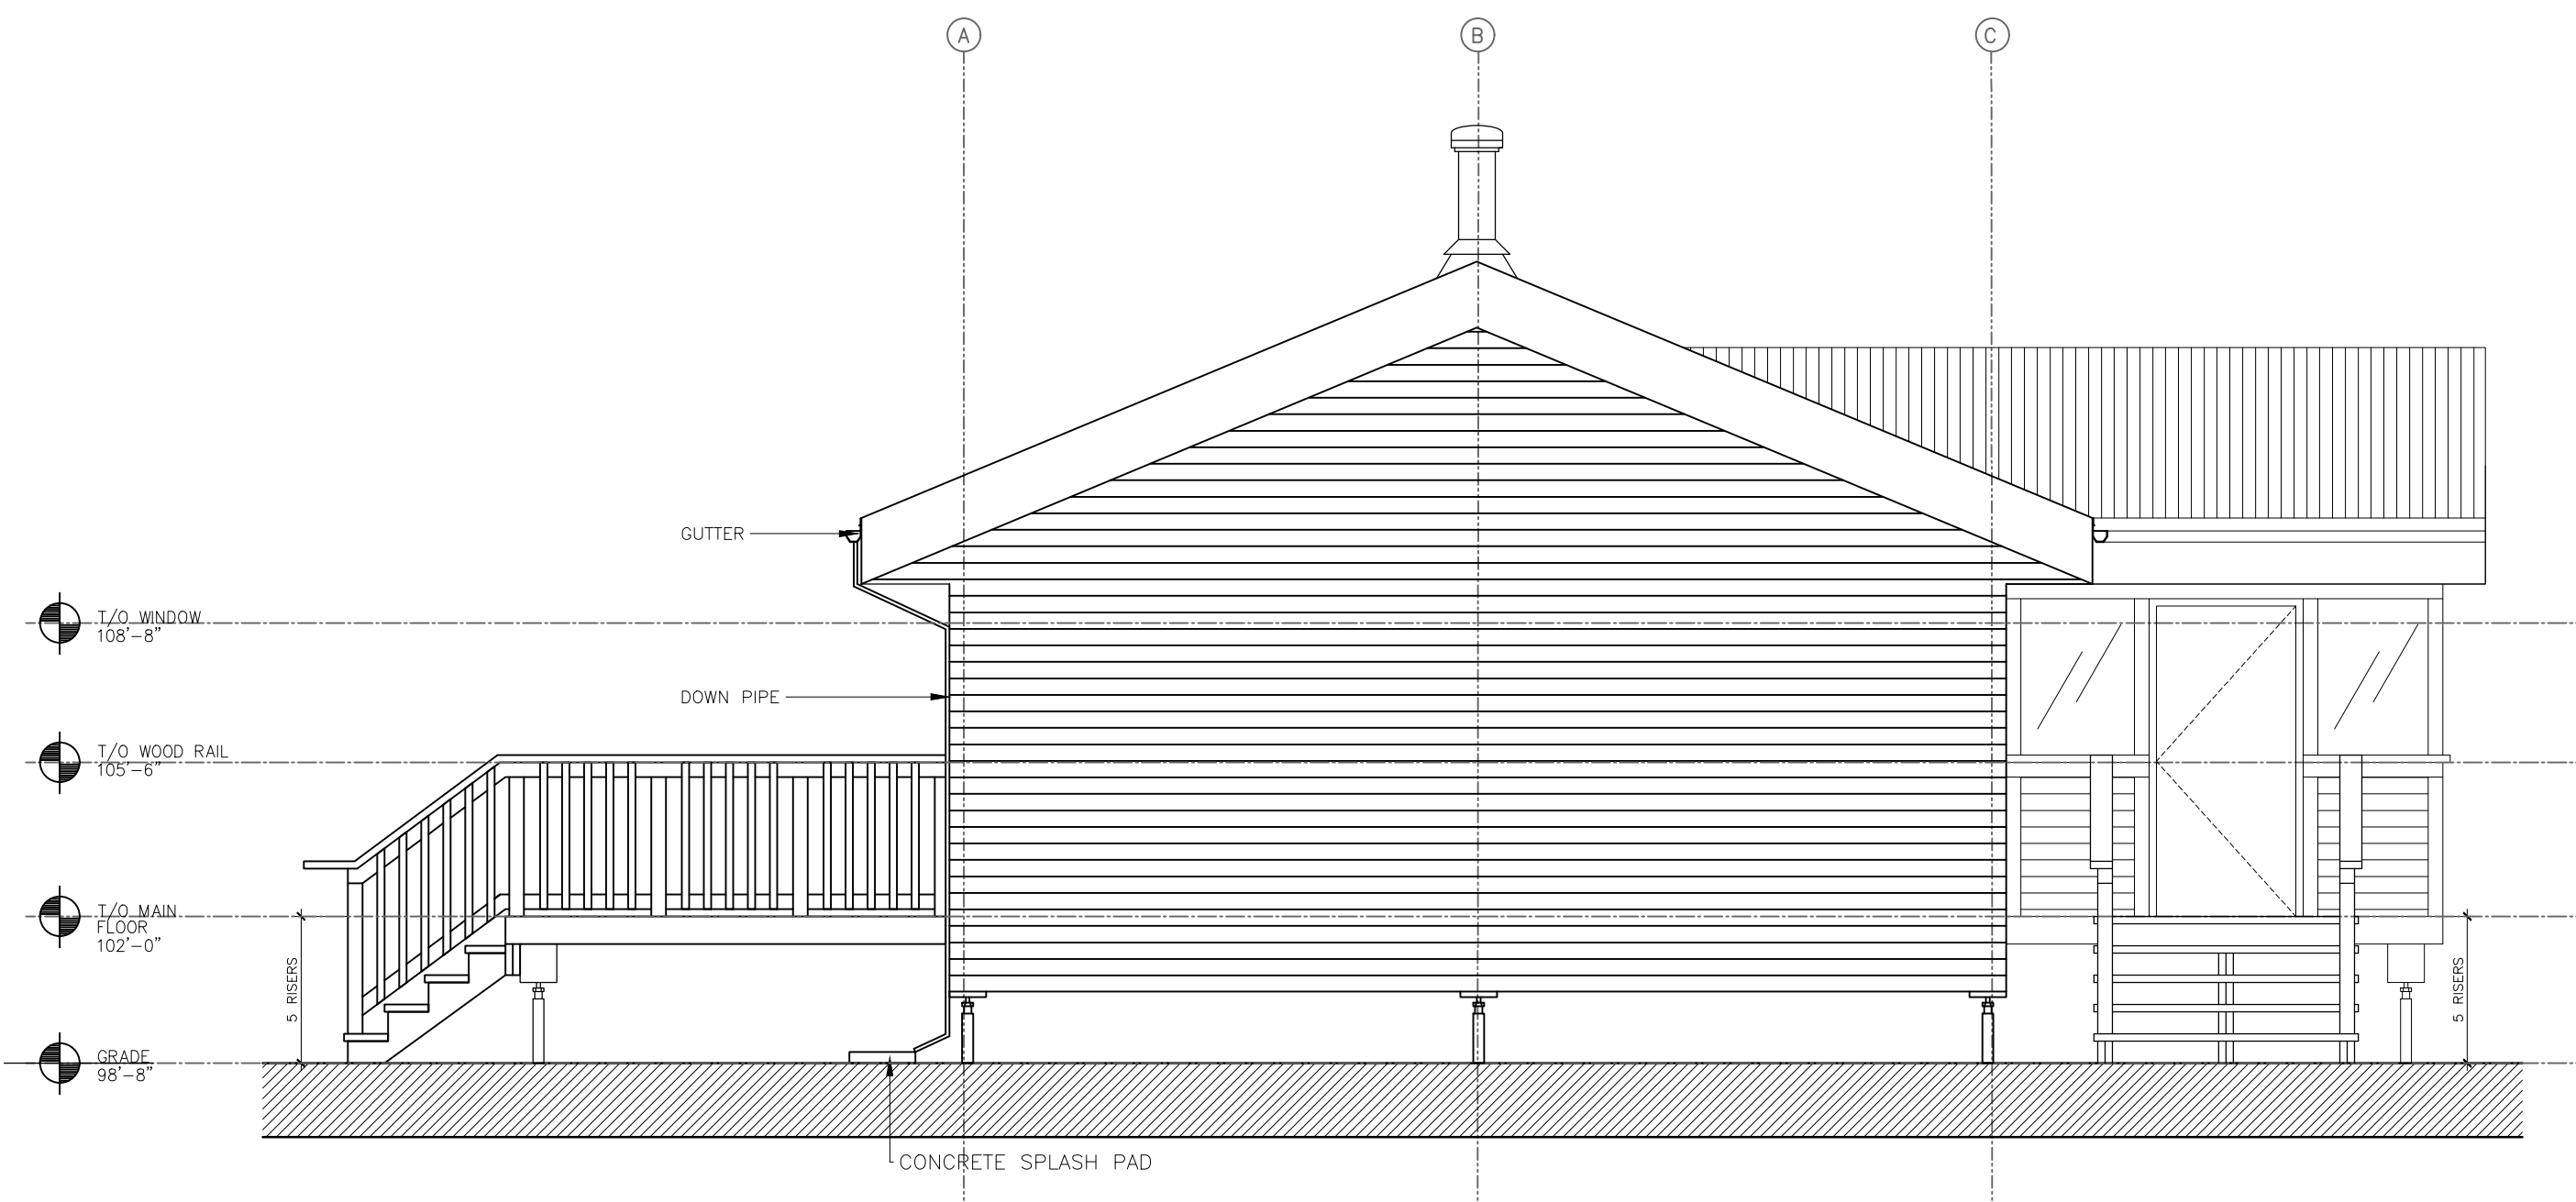 A
B
C
GUTTER
T/O WINDOW
108'-8"
DOWN PIPE
T/O WOOD RAIL
105'-6"
T/O MAIN
FLOOR
102'-0"
5 RISERS
5 RISERS
GRADE
98'-8"
CONCRETE SPLASH PAD